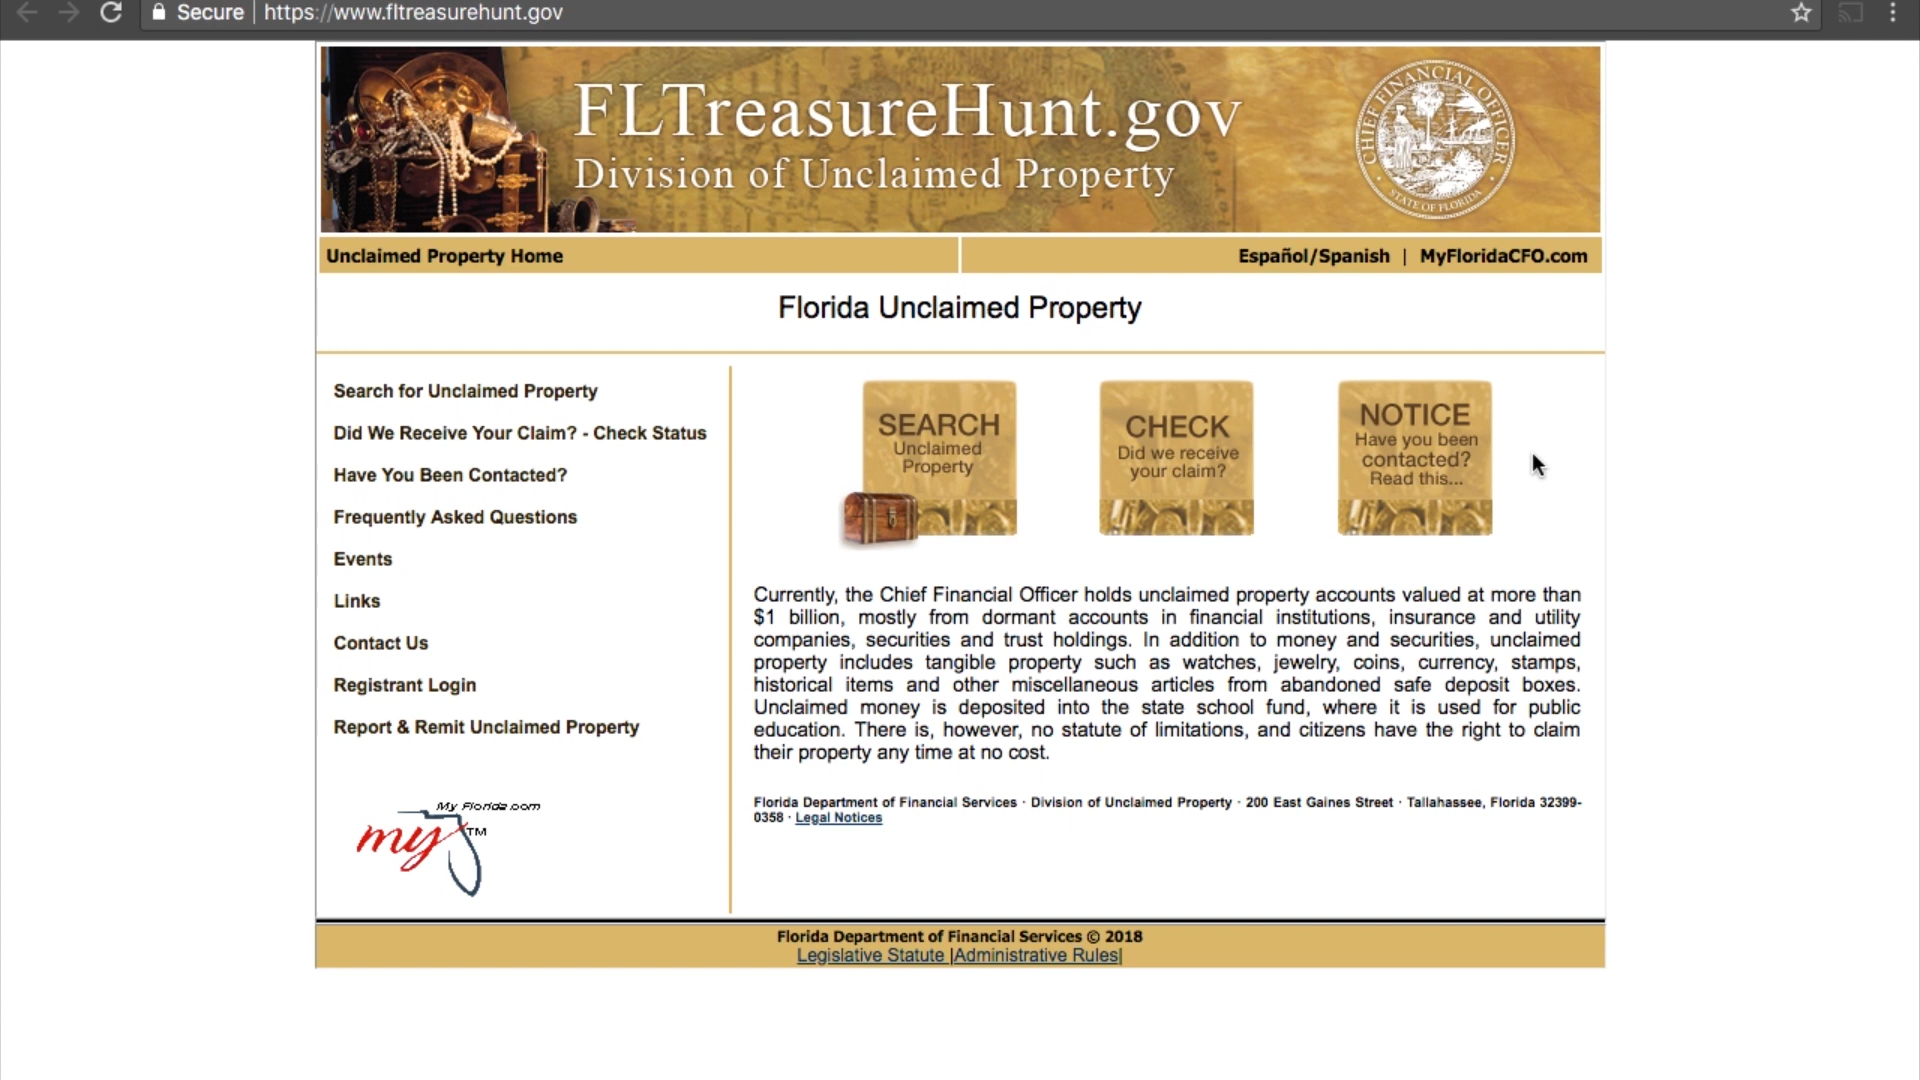 Secure | https://www.fltreasurehunt.gov
FLTreasureHunt.gov
Division of Unclaimed Property
CHIEF FINANCIAL OFFICER
STATE OF FLORIDA
Unclaimed Property Home
Español/Spanish | MyFloridaCFO.com
Florida Unclaimed Property
Search for Unclaimed Property
Did We Receive Your Claim? - Check Status
Have You Been Contacted?
Frequently Asked Questions
Events
Links
Contact Us
Registrant Login
Report & Remit Unclaimed Property
My Florida.com
my TM
SEARCH
Unclaimed
Property
CHECK
Did we receive
your claim?
NOTICE
Have you been
contacted?
Read this...
Currently, the Chief Financial Officer holds unclaimed property accounts valued at more than
$1 billion, mostly from dormant accounts in financial institutions, insurance and utility
companies, securities and trust holdings. In addition to money and securities, unclaimed
property includes tangible property such as watches, jewelry, coins, currency, stamps,
historical items and other miscellaneous articles from abandoned safe deposit boxes.
Unclaimed money is deposited into the state school fund, where it is used for public
education. There is, however, no statute of limitations, and citizens have the right to claim
their property any time at no cost.
Florida Department of Financial Services · Division of Unclaimed Property · 200 East Gaines Street · Tallahassee, Florida 32399-
0358 · Legal Notices
Florida Department of Financial Services © 2018
Legislative Statute |Administrative Rules|